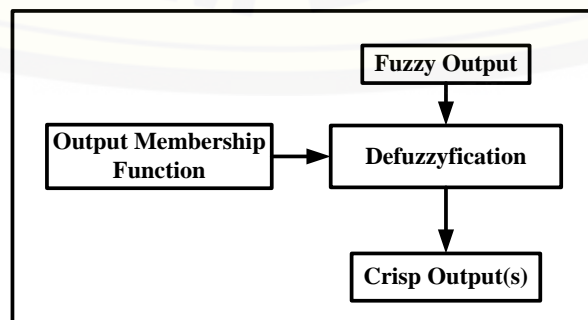 Fuzzy Output
Output Membership
Function
Defuzzyfication
Crisp Output(s)